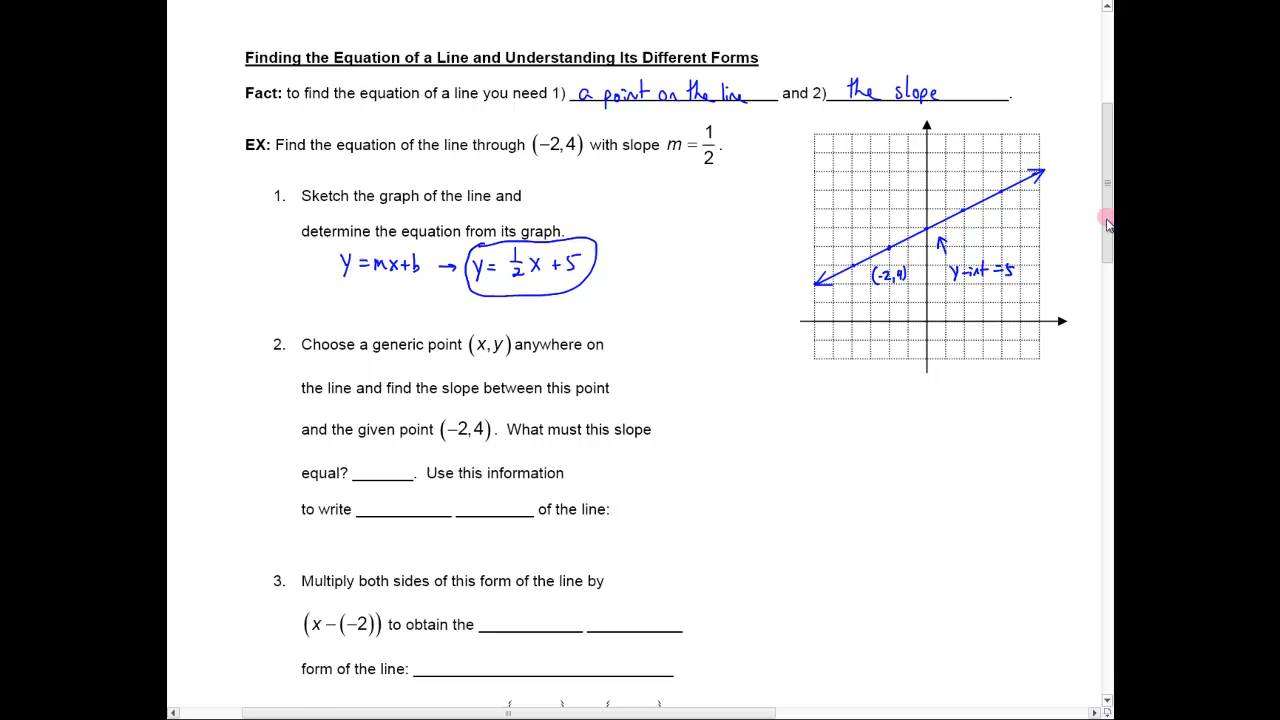 Finding the Equation of a Line and Understanding Its Different Forms
Fact: to find the equation of a line you need 1) a point on the line and 2) the slope.
EX: Find the equation of the line through (−2,4) with slope m = 1/2.
1. Sketch the graph of the line and
determine the equation from its graph.
y = mx+b → y = 1/2 x + 5
(-2,4)
y-int = 5
2. Choose a generic point (x,y) anywhere on
the line and find the slope between this point
and the given point (−2,4). What must this slope
equal? _______. Use this information
to write ___________ _________ of the line:
3. Multiply both sides of this form of the line by
(x−(−2)) to obtain the ____________ ___________
form of the line: ______________________________